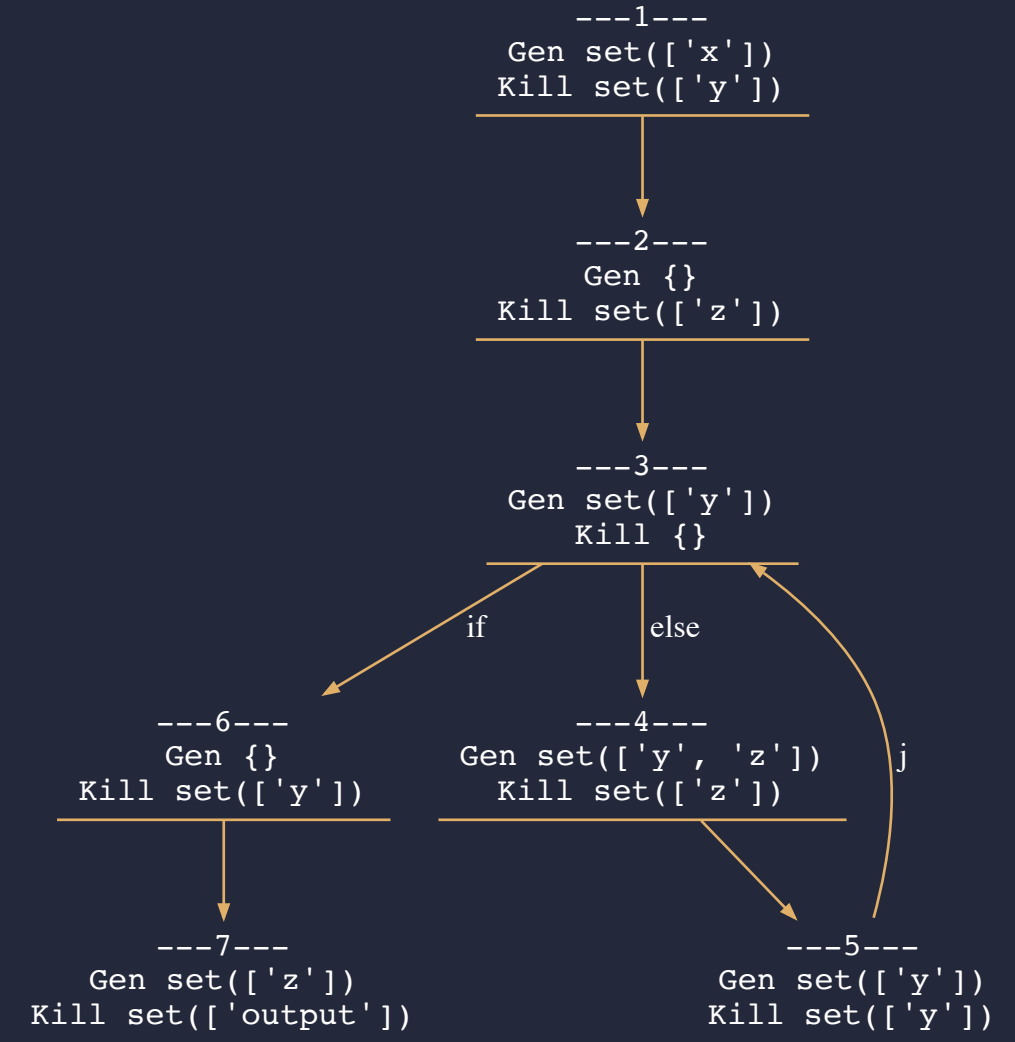 ---1---
Gen set(['x'])
Kill set(['y'])
---2---
Gen {}
Kill set(['z'])
---3---
Gen set(['y'])
Kill {}
if
else
---6---
Gen {}
Kill set(['y'])
---4---
Gen set(['y', 'z'])
Kill set(['z'])
j
---7---
Gen set(['z'])
Kill set(['output'])
---5---
Gen set(['y'])
Kill set(['y'])